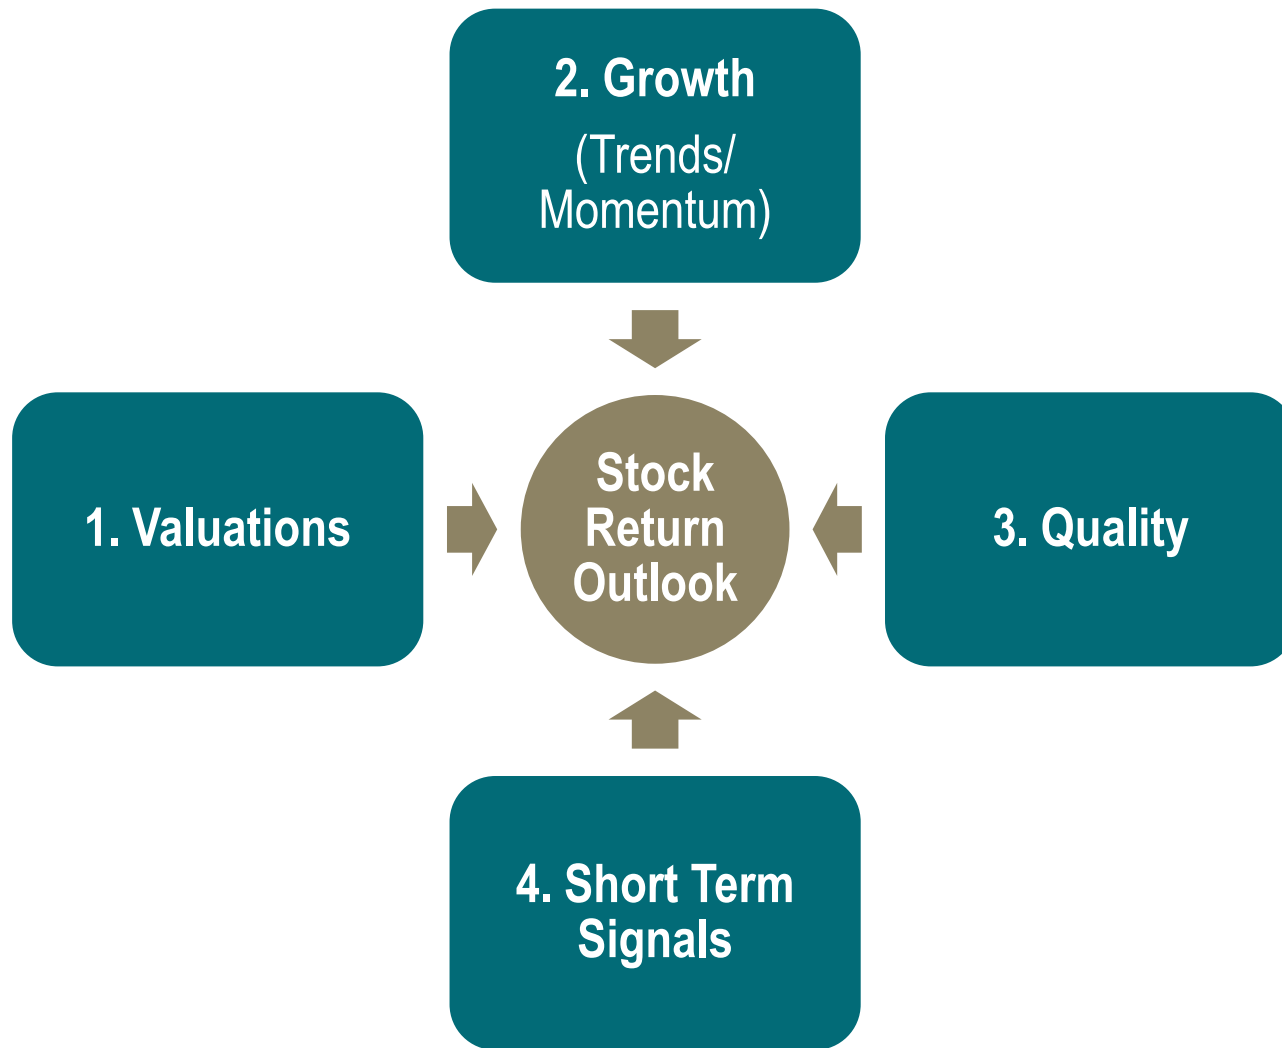 2. Growth
(Trends/
Momentum)
1. Valuations
Stock
Return
Outlook
3. Quality
4. Short Term
Signals